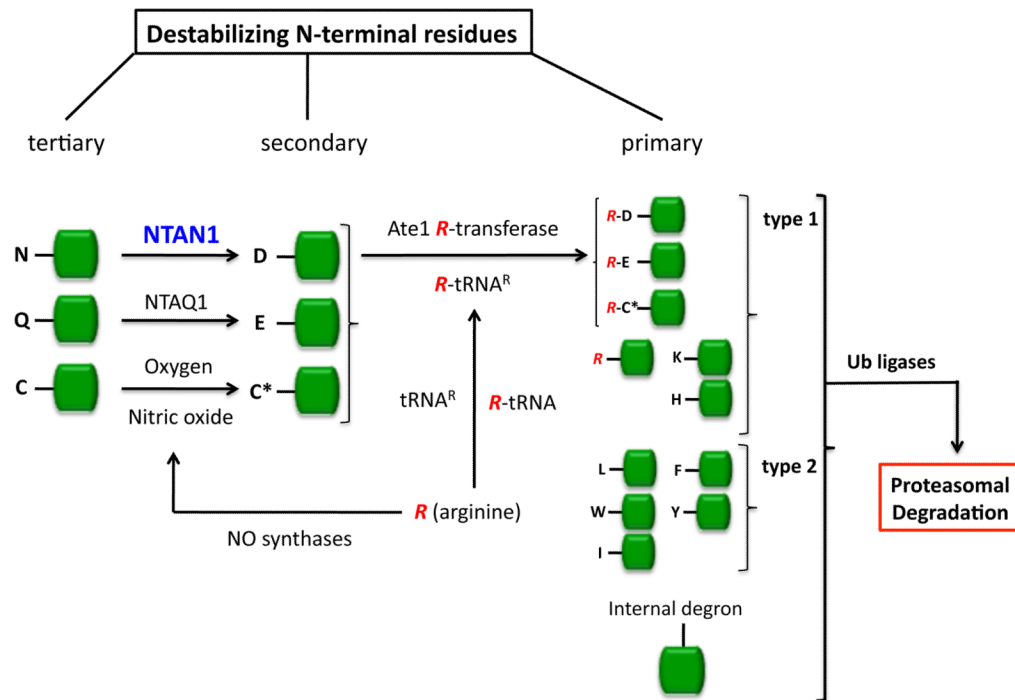 Destabilizing N-terminal residues
tertiary
secondary
primary
N
NTAN1
D
Q
NTAQ1
E
C
Oxygen
Nitric oxide
C*
Ate1 R-transferase
R-tRNAᴿ
tRNAᴿ
R-tRNA
R (arginine)
NO synthases
R-D
R-E
R-C*
R
K
H
type 1
L
F
W
Y
I
type 2
Internal degron
Ub ligases
Proteasomal
Degradation